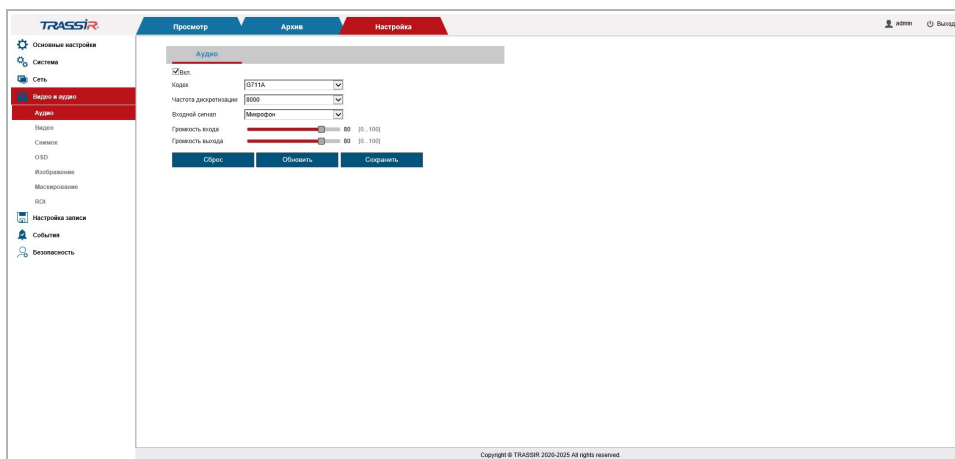 TRASSIR
Просмотр
Архив
Настройка
admin
Выход
Основные настройки
Система
Сеть
Видео и аудио
Аудио
Видео
Снимок
OSD
Изображение
Маскирование
ROI
Настройка записи
События
Безопасность
Аудио
Вкл.
Кодек G711A
Частота дискретизации 8000
Входной сигнал Микрофон
Громкость входа 80 [0...100]
Громкость выхода 80 [0...100]
Сброс Обновить Сохранить
Copyright © TRASSIR 2020-2025 All rights reserved.